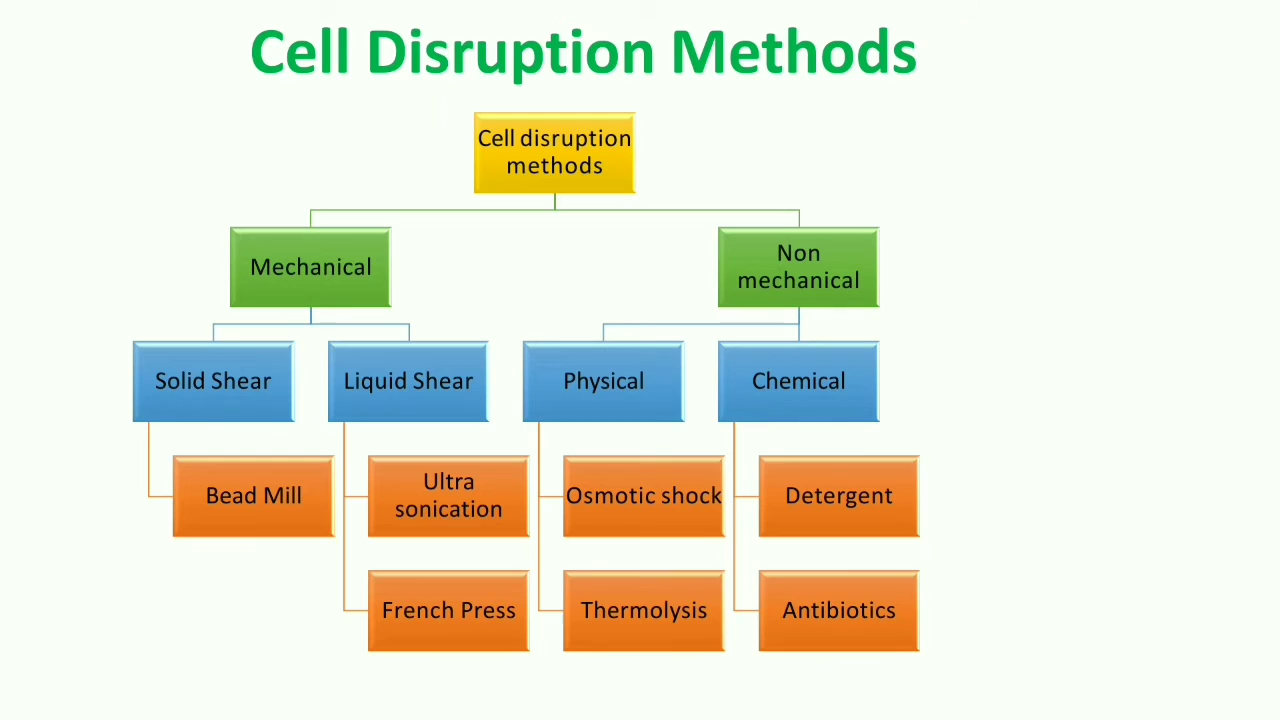 Cell Disruption Methods
Cell disruption
methods
Mechanical
Non
mechanical
Solid Shear
Liquid Shear
Physical
Chemical
Bead Mill
Ultra
sonication
Osmotic shock
Detergent
French Press
Thermolysis
Antibiotics